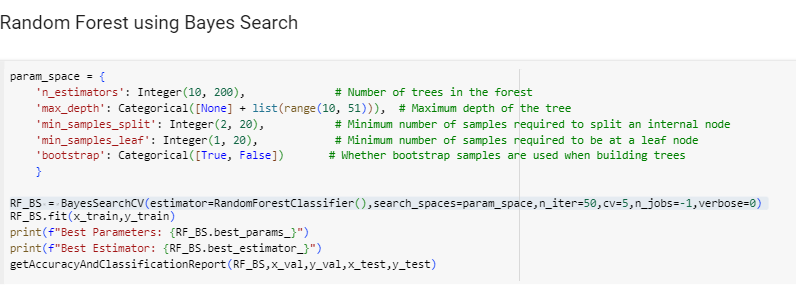 Random Forest using Bayes Search
param_space = {
    'n_estimators': Integer(10, 200),              # Number of trees in the forest
    'max_depth': Categorical([None] + list(range(10, 51))),  # Maximum depth of the tree
    'min_samples_split': Integer(2, 20),           # Minimum number of samples required to split an internal node
    'min_samples_leaf': Integer(1, 20),            # Minimum number of samples required to be at a leaf node
    'bootstrap': Categorical([True, False])       # Whether bootstrap samples are used when building trees
    }
RF_BS = BayesSearchCV(estimator=RandomForestClassifier(),search_spaces=param_space,n_iter=50,cv=5,n_jobs=-1,verbose=0)
RF_BS.fit(x_train,y_train)
print(f"Best Parameters: {RF_BS.best_params_}")
print(f"Best Estimator: {RF_BS.best_estimator_}")
getAccuracyAndClassificationReport(RF_BS,x_val,y_val,x_test,y_test)